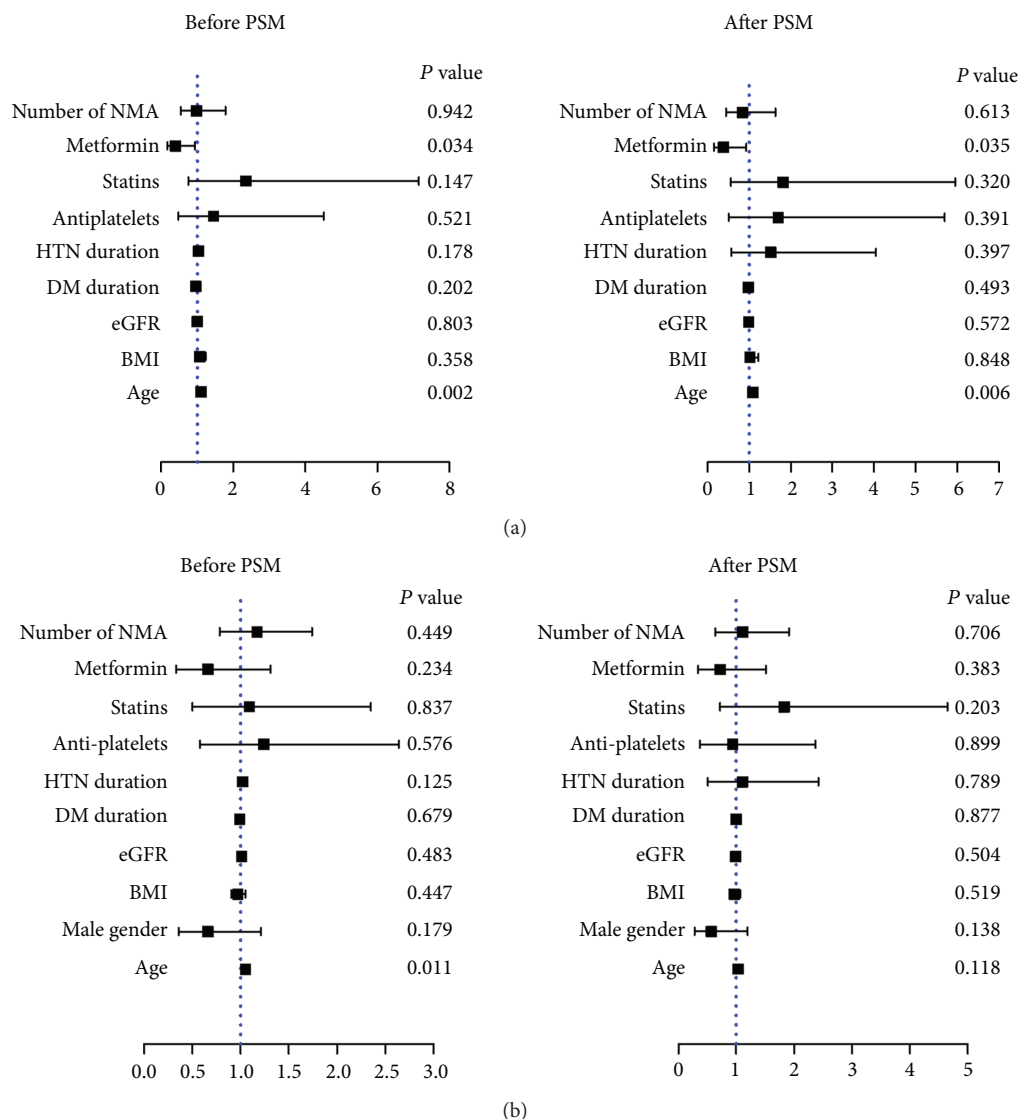 Before PSM
P value
Number of NMA 0.942
Metformin 0.034
Statins 0.147
Antiplatelets 0.521
HTN duration 0.178
DM duration 0.202
eGFR 0.803
BMI 0.358
Age 0.002
0 2 4 6 8
After PSM
P value
Number of NMA 0.613
Metformin 0.035
Statins 0.320
Antiplatelets 0.391
HTN duration 0.397
DM duration 0.493
eGFR 0.572
BMI 0.848
Age 0.006
0 1 2 3 4 5 6 7
(a)
Before PSM
P value
Number of NMA 0.449
Metformin 0.234
Statins 0.837
Anti-platelets 0.576
HTN duration 0.125
DM duration 0.679
eGFR 0.483
BMI 0.447
Male gender 0.179
Age 0.011
0.0 0.5 1.0 1.5 2.0 2.5 3.0
After PSM
P value
Number of NMA 0.706
Metformin 0.383
Statins 0.203
Anti-platelets 0.899
HTN duration 0.789
DM duration 0.877
eGFR 0.504
BMI 0.519
Male gender 0.138
Age 0.118
0 1 2 3 4 5
(b)